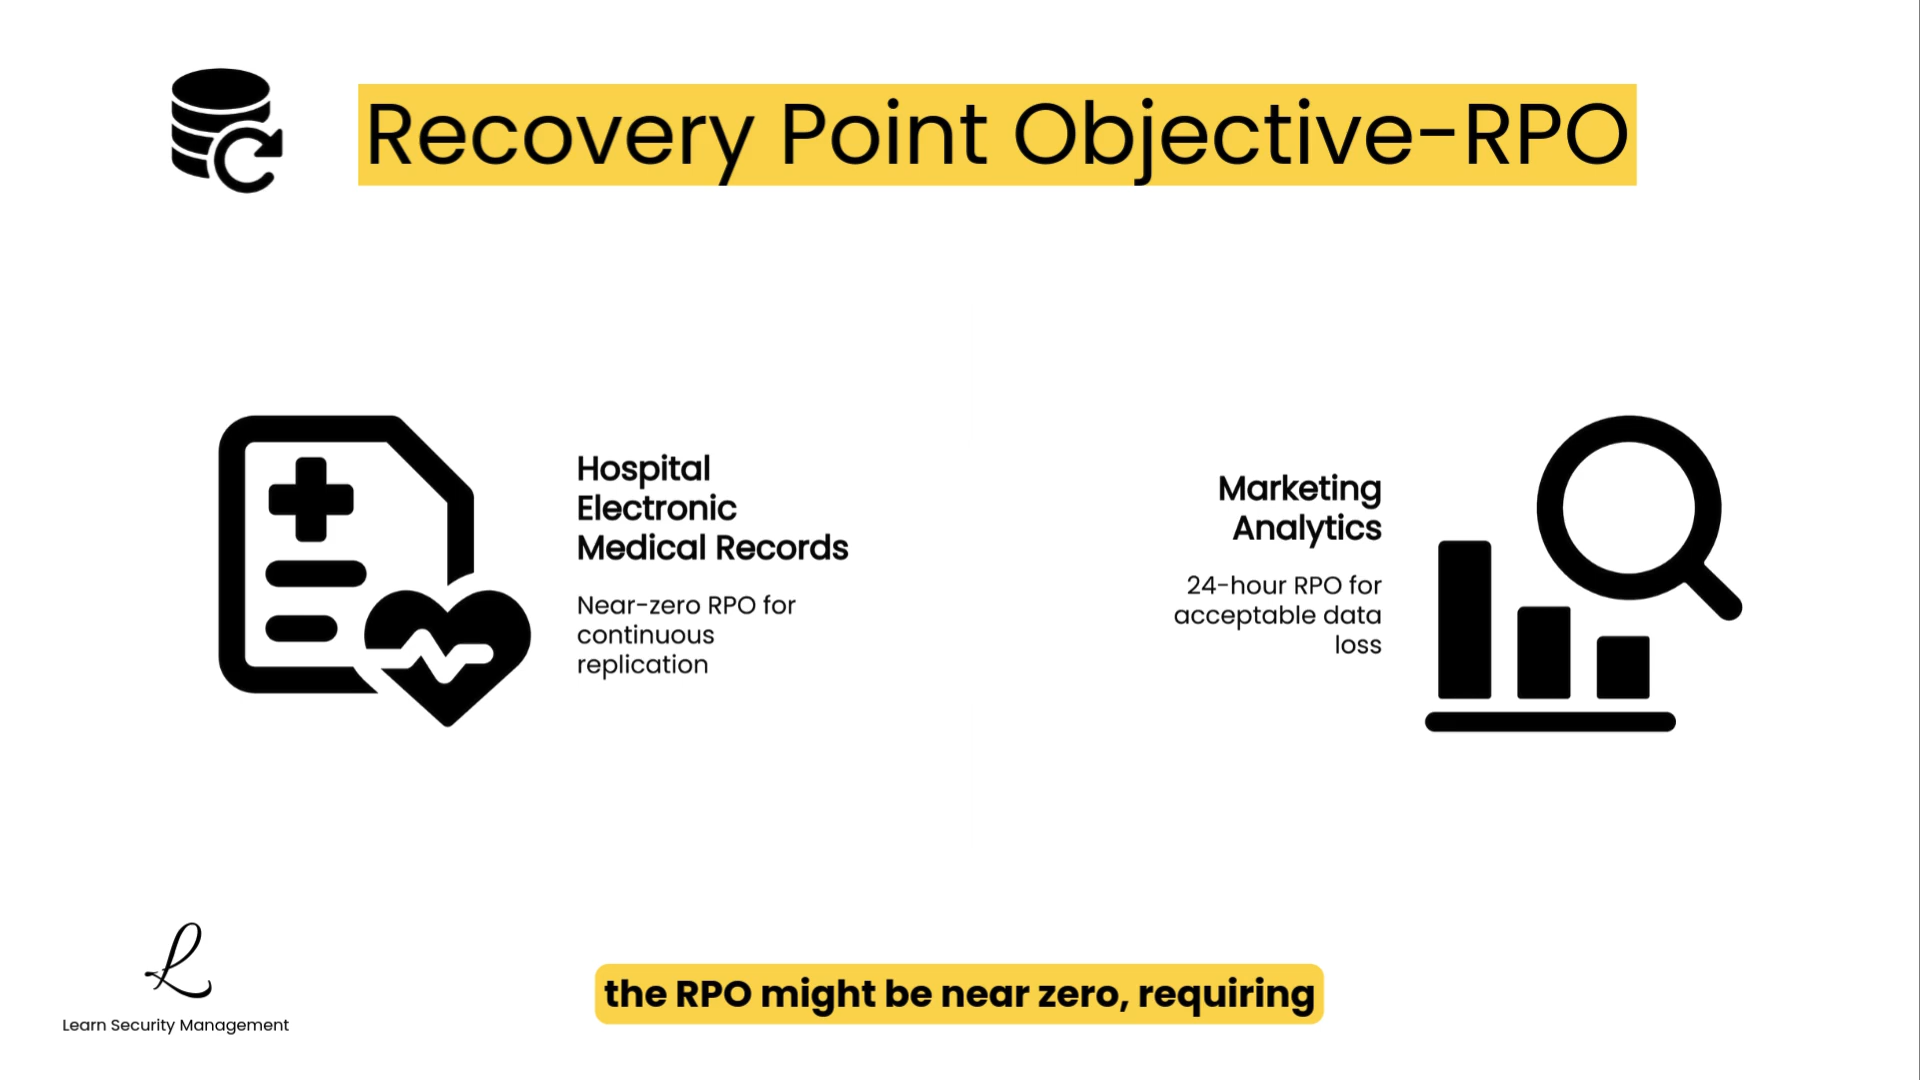 Recovery Point Objective-RPO
Hospital
Electronic
Medical Records
Near-zero RPO for
continuous
replication
Marketing
Analytics
24-hour RPO for
acceptable data
loss
L
Learn Security Management
the RPO might be near zero, requiring